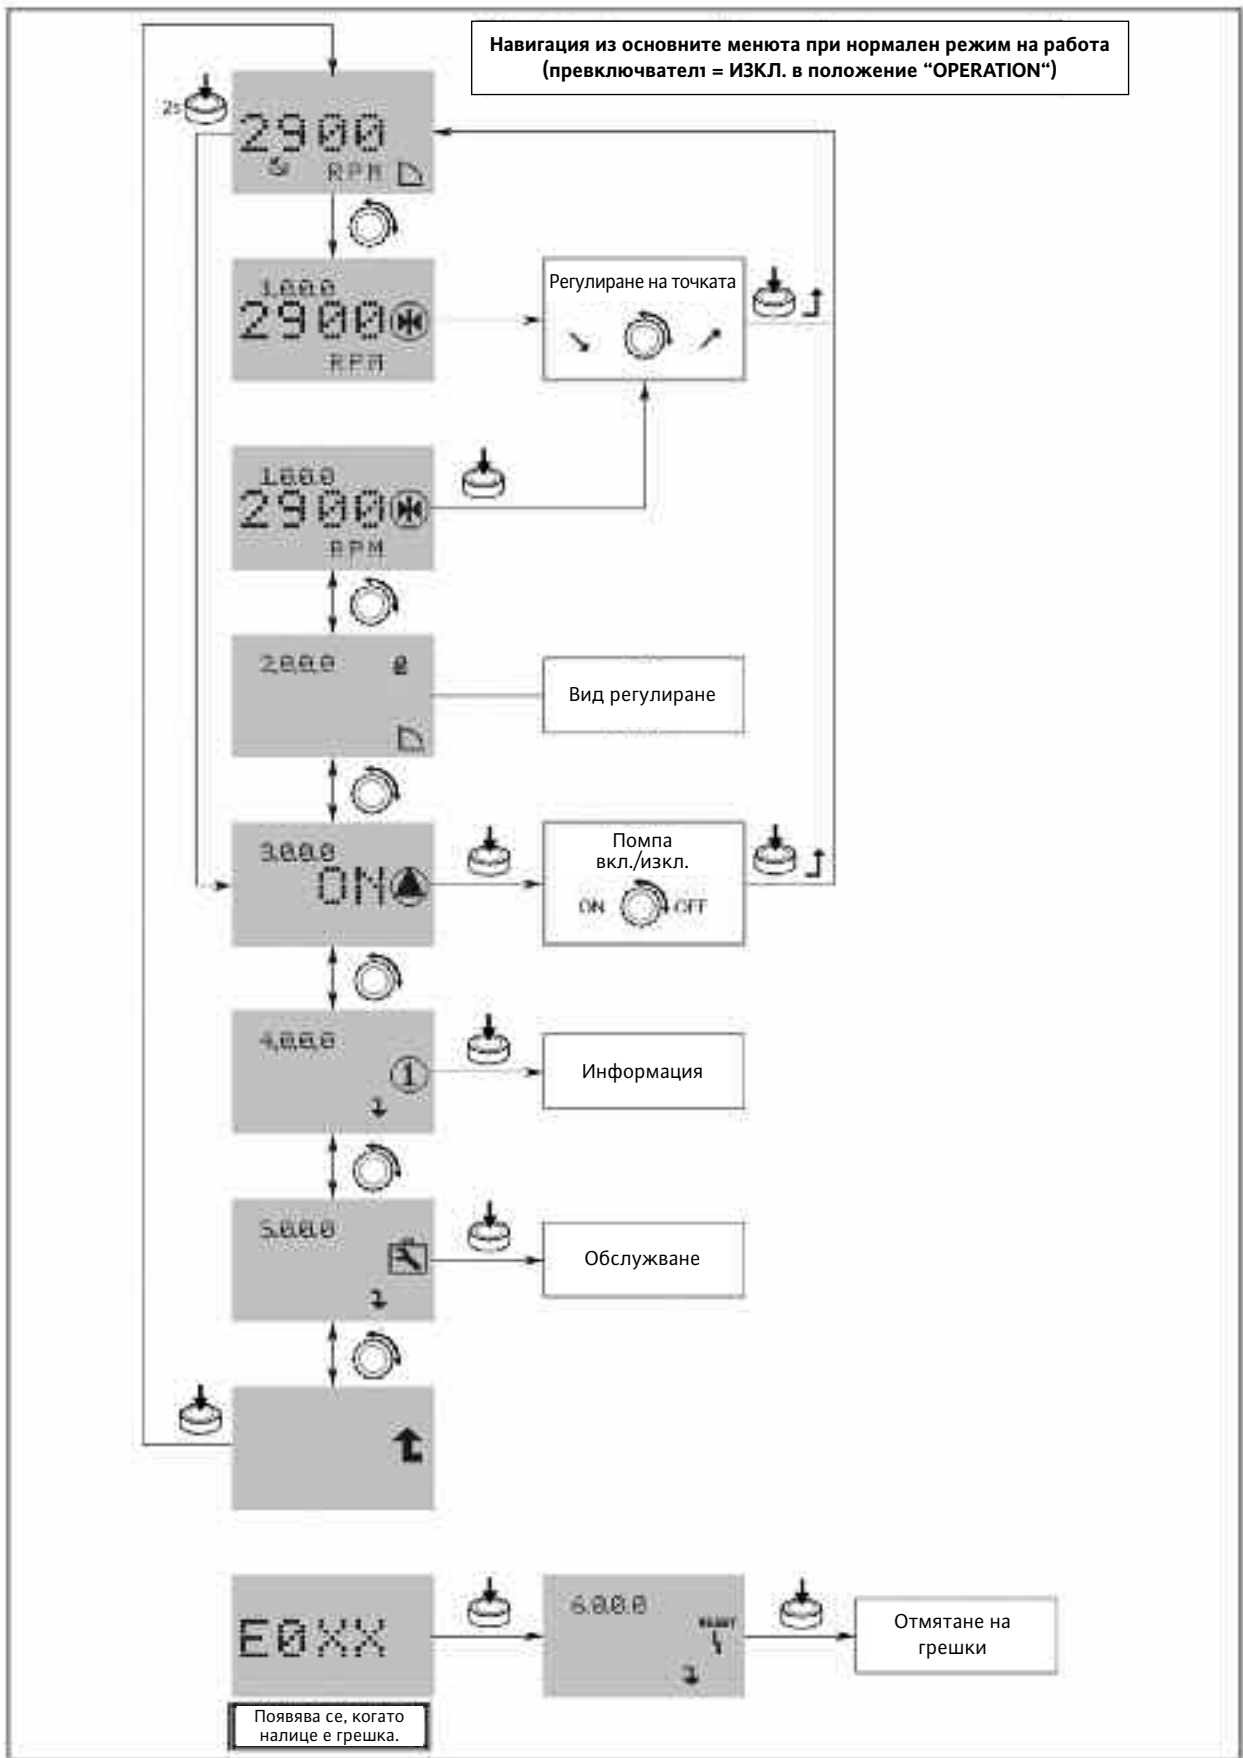 Навигация из основните менюта при нормален режим на работа
(превключвател1 = ИЗКЛ. в положение “OPERATION“)
2s
2900
RPM
1.0.0.0
2900
RPM
Регулиране на точката
1.0.0.0
2900
RPM
2.0.0.0
Вид регулиране
3.0.0.0
ON
Помпа
вкл./изкл.
ON OFF
4.0.0.0
1
Информация
5.0.0.0
Обслужване
E0XX
6.0.0.0
RESET
Отмятане на
грешки
Появява се, когато
налице е грешка.